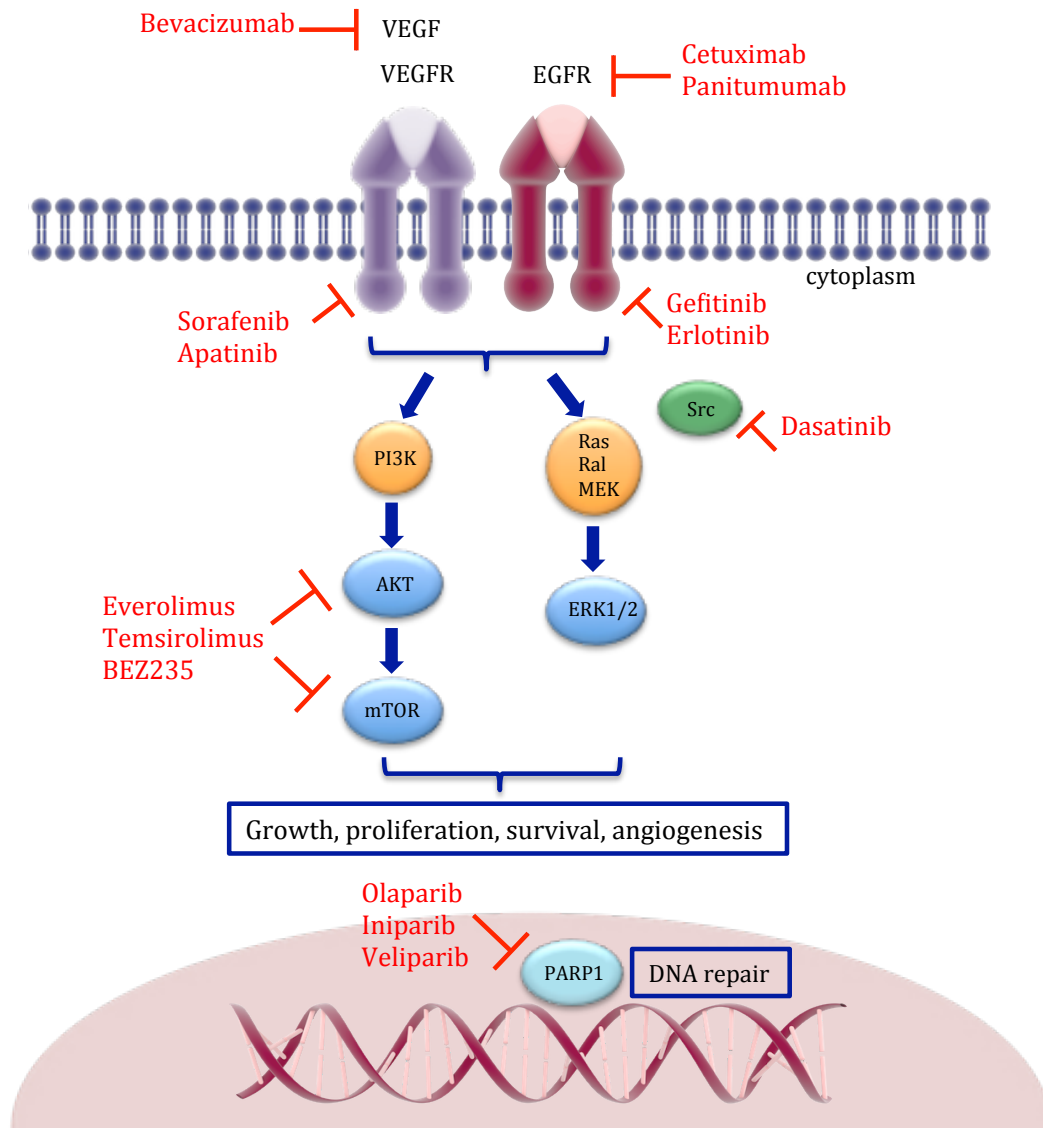 Bevacizumab
VEGF
VEGFR
EGFR
Cetuximab
Panitumumab
cytoplasm
Sorafenib
Apatinib
Gefitinib
Erlotinib
Src
Dasatinib
PI3K
Ras
Ral
MEK
AKT
ERK1/2
Everolimus
Temsirolimus
BEZ235
mTOR
Growth, proliferation, survival, angiogenesis
Olaparib
Iniparib
Veliparib
PARP1
DNA repair